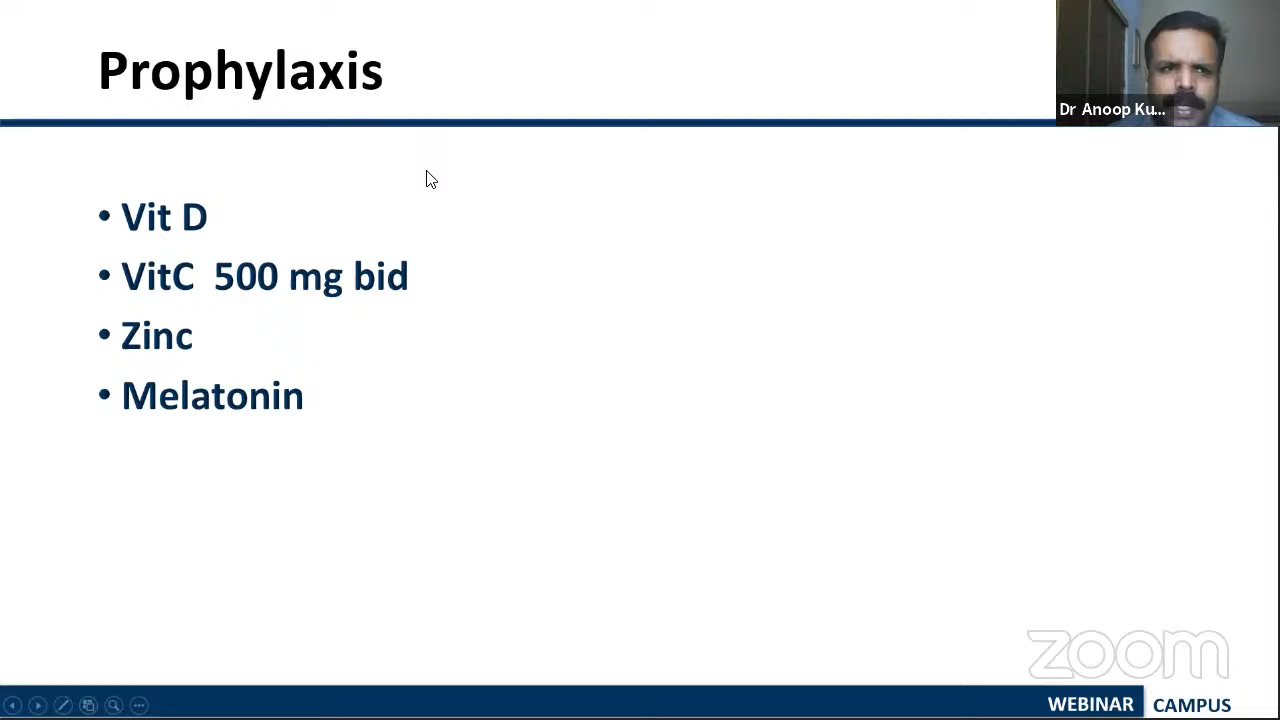 Prophylaxis
Dr Anoop Ku...
• Vit D
• VitC 500 mg bid
• Zinc
• Melatonin
zoom
WEBINAR CAMPUS